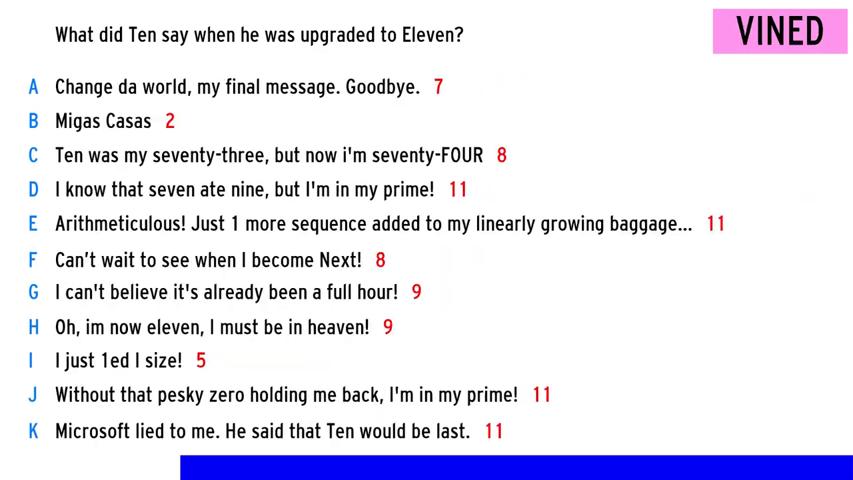 What did Ten say when he was upgraded to Eleven?
VINED
A Change da world, my final message. Goodbye. 7
B Migas Casas 2
C Ten was my seventy-three, but now i'm seventy-FOUR 8
D I know that seven ate nine, but I'm in my prime! 11
E Arithmeticulous! Just 1 more sequence added to my linearly growing baggage... 11
F Can't wait to see when I become Next! 8
G I can't believe it's already been a full hour! 9
H Oh, im now eleven, I must be in heaven! 9
I I just 1ed I size! 5
J Without that pesky zero holding me back, I'm in my prime! 11
K Microsoft lied to me. He said that Ten would be last. 11